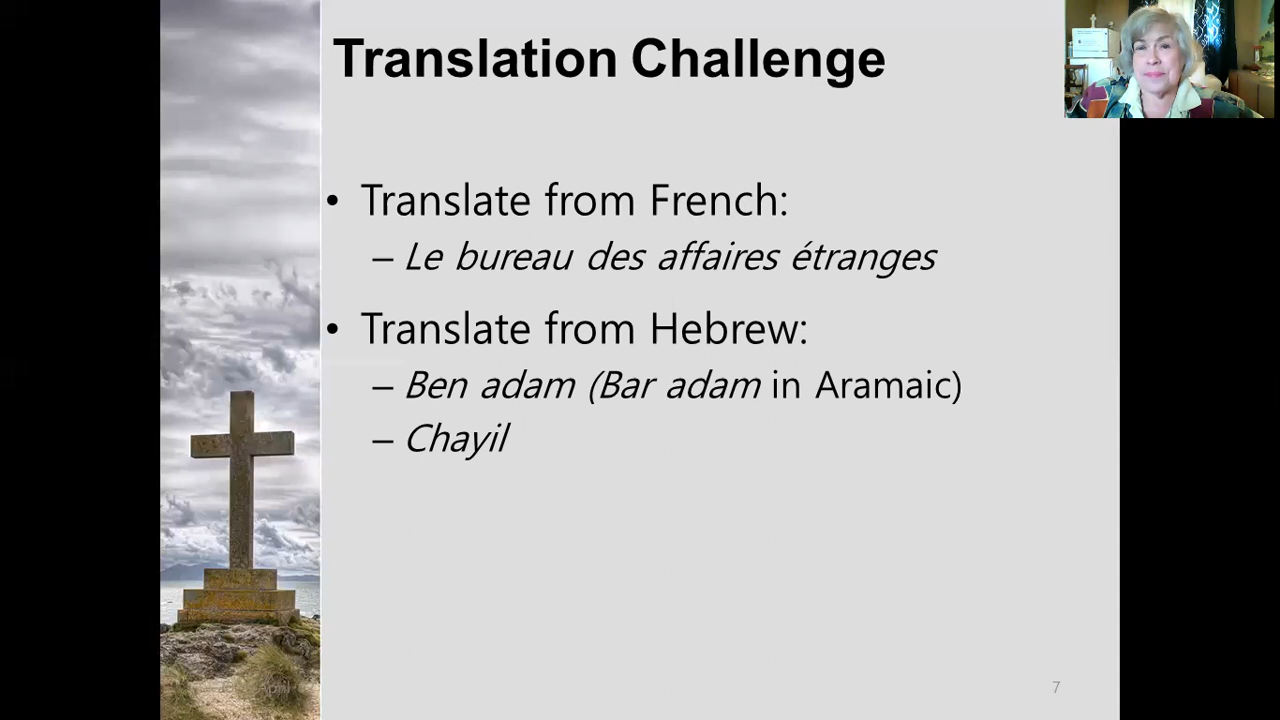 Translation Challenge
• Translate from French:
– Le bureau des affaires étranges
• Translate from Hebrew:
– Ben adam (Bar adam in Aramaic)
– Chayil
April
7